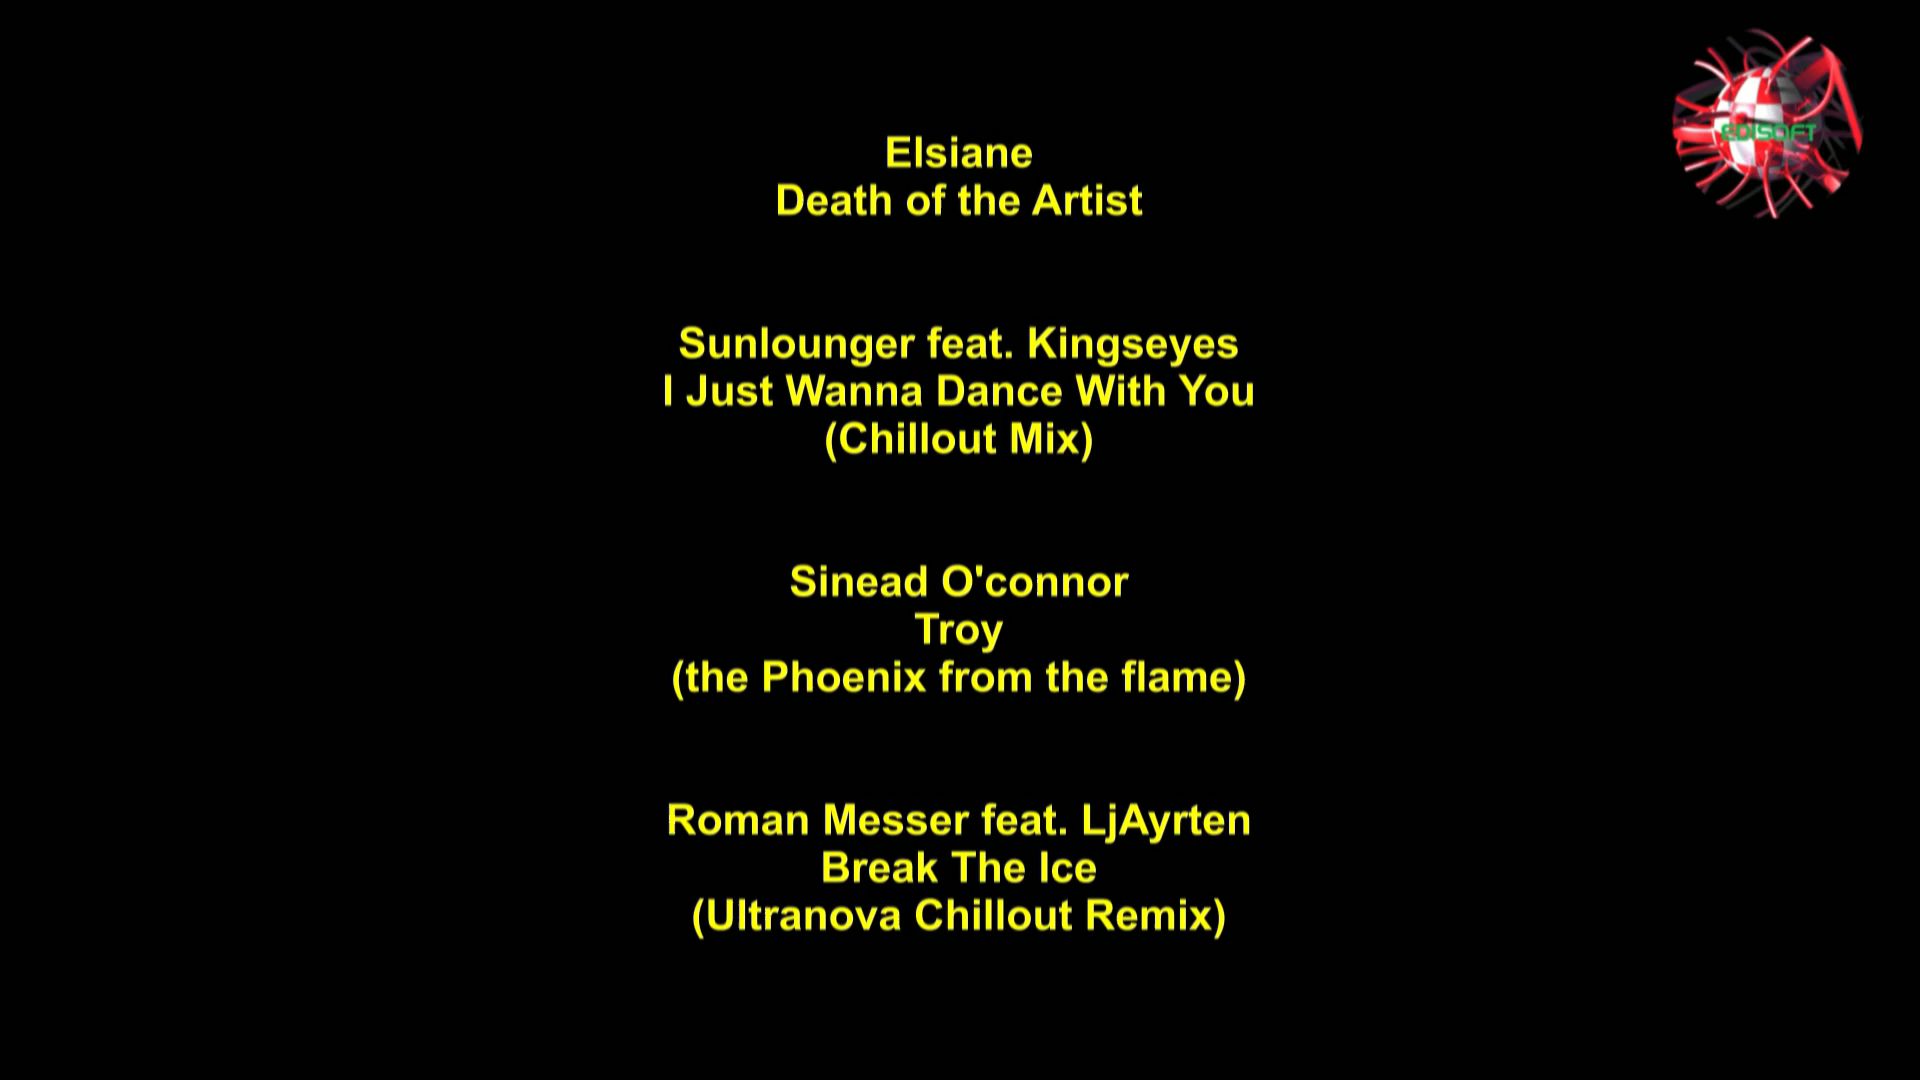 EDISOFT
Elsiane
Death of the Artist
Sunlounger feat. Kingseyes
I Just Wanna Dance With You
(Chillout Mix)
Sinead O'connor
Troy
(the Phoenix from the flame)
Roman Messer feat. LjAyrten
Break The Ice
(Ultranova Chillout Remix)